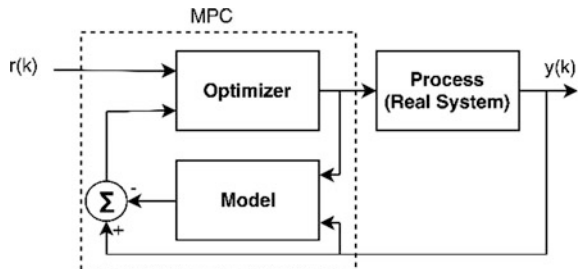 MPC
r(k)
Optimizer
Process
(Real System)
y(k)
Model
Σ
-
+